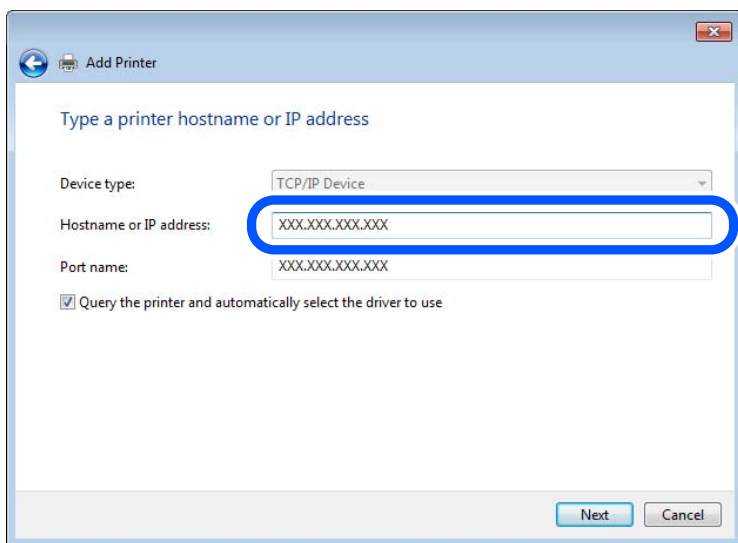 Add Printer
Type a printer hostname or IP address
Device type: TCP/IP Device
Hostname or IP address: XXX.XXX.XXX.XXX
Port name: XXX.XXX.XXX.XXX
Query the printer and automatically select the driver to use
Next Cancel